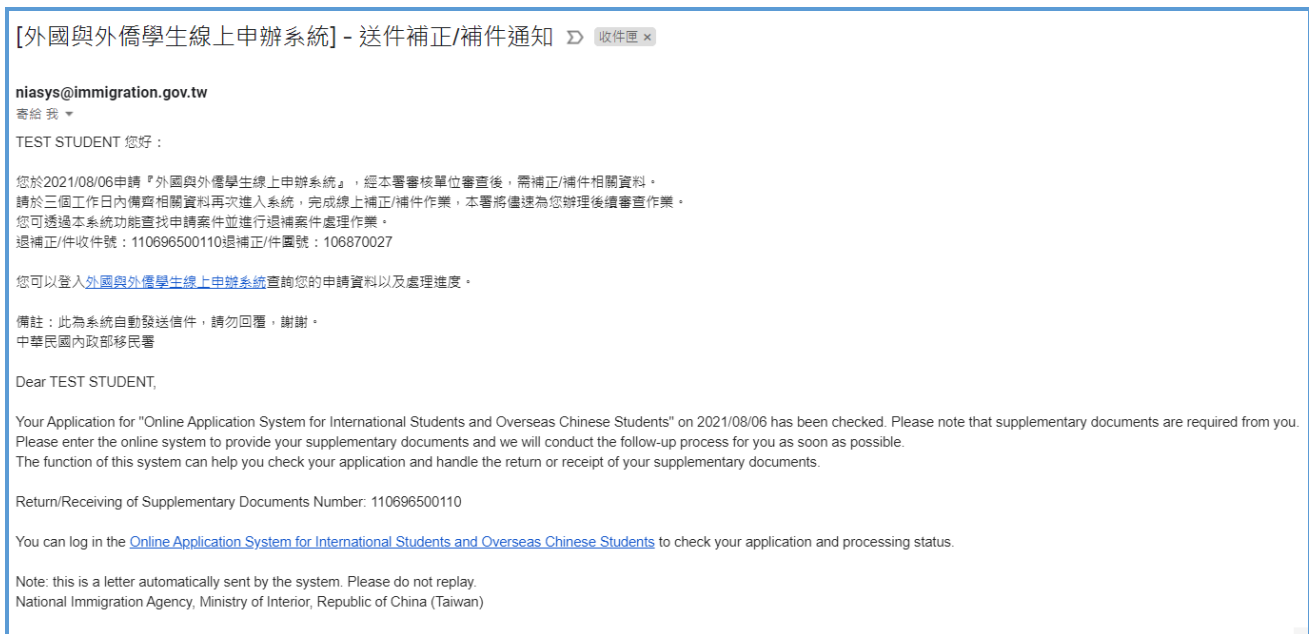 [外國與外僑學生線上申辦系統] - 送件補正/補件通知 收件匣 ×
niasys@immigration.gov.tw
寄給 我
TEST STUDENT 您好：
您於2021/08/06申請『外國與外僑學生線上申辦系統』，經本署審核單位審查後，需補正/補件相關資料。
請於三個工作日內備齊相關資料再次進入系統，完成線上補正/補件作業，本署將儘速為您辦理後續審查作業。
您可透過本系統功能查找申請案件並進行退補案件處理作業。
退補正/件收件號：110696500110退補正/件團號：106870027
您可以登入外國與外僑學生線上申辦系統查詢您的申請資料以及處理進度。
備註：此為系統自動發送信件，請勿回覆，謝謝。
中華民國內政部移民署
Dear TEST STUDENT,
Your Application for "Online Application System for International Students and Overseas Chinese Students" on 2021/08/06 has been checked. Please note that supplementary documents are required from you.
Please enter the online system to provide your supplementary documents and we will conduct the follow-up process for you as soon as possible.
The function of this system can help you check your application and handle the return or receipt of your supplementary documents.
Return/Receiving of Supplementary Documents Number: 110696500110
You can log in the Online Application System for International Students and Overseas Chinese Students to check your application and processing status.
Note: this is a letter automatically sent by the system. Please do not replay.
National Immigration Agency, Ministry of Interior, Republic of China (Taiwan)